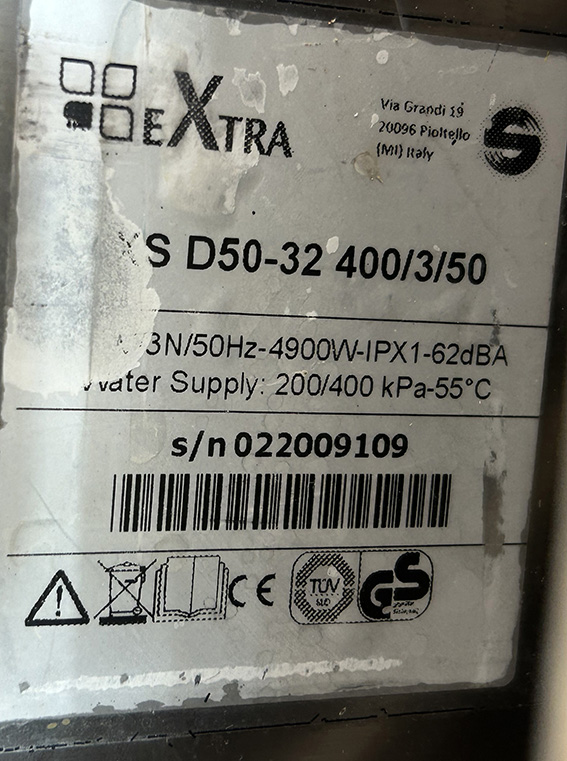 eXTRA
Via Grandi 19
20096 Pioltello
(MI) Italy
S
D50-32 400/3/50
3N/50Hz-4900W-IPX1-62dBA
Water Supply: 200/400 kPa-55°C
s/n 022009109
CE
TÜV
GS